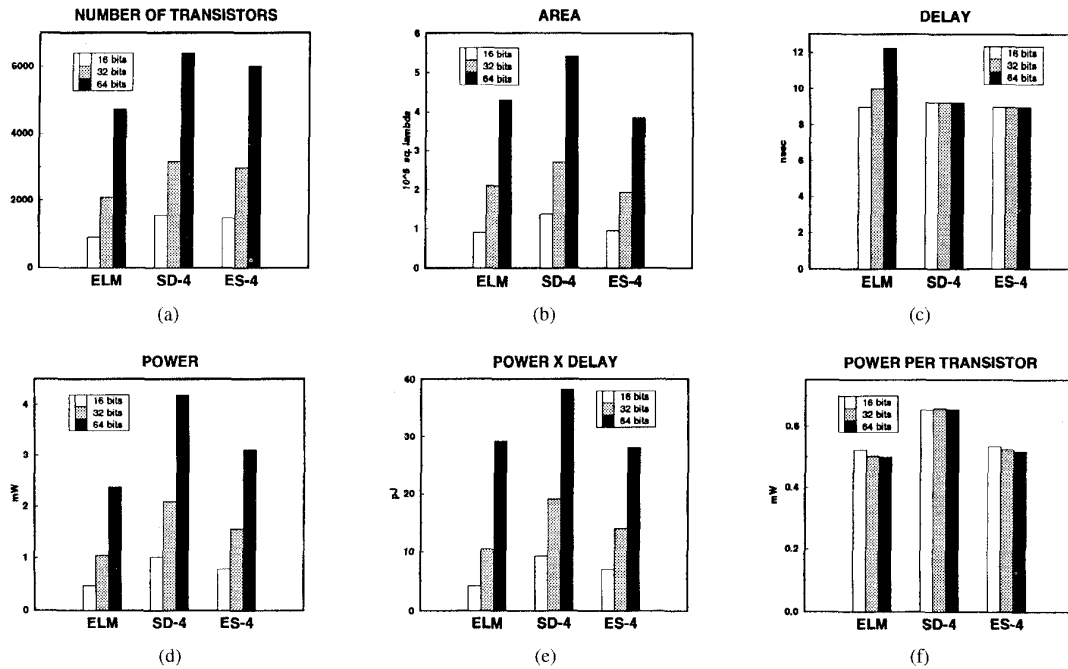 NUMBER OF TRANSISTORS
16 bits
32 bits
64 bits
6000
4000
2000
0
ELM SD-4 ES-4
(a)
AREA
16 bits
32 bits
64 bits
6
5
4
3
2
1
0
10^6 sq. lambda
ELM SD-4 ES-4
(b)
DELAY
16 bits
32 bits
64 bits
12
10
8
6
4
2
0
nsec
ELM SD-4 ES-4
(c)
POWER
16 bits
32 bits
64 bits
4
3
2
1
0
mW
ELM SD-4 ES-4
(d)
POWER X DELAY
16 bits
32 bits
64 bits
40
30
20
10
0
pJ
ELM SD-4 ES-4
(e)
POWER PER TRANSISTOR
16 bits
32 bits
64 bits
0.6
0.4
0.2
0.0
mW
ELM SD-4 ES-4
(f)